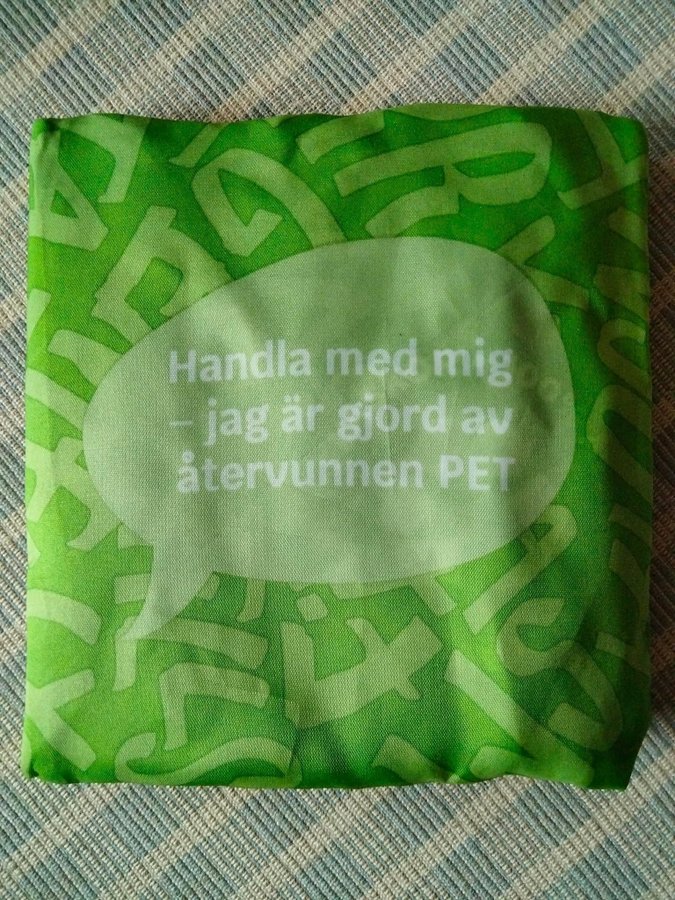 Handla med mig
– jag är gjord av
återvunnen PET